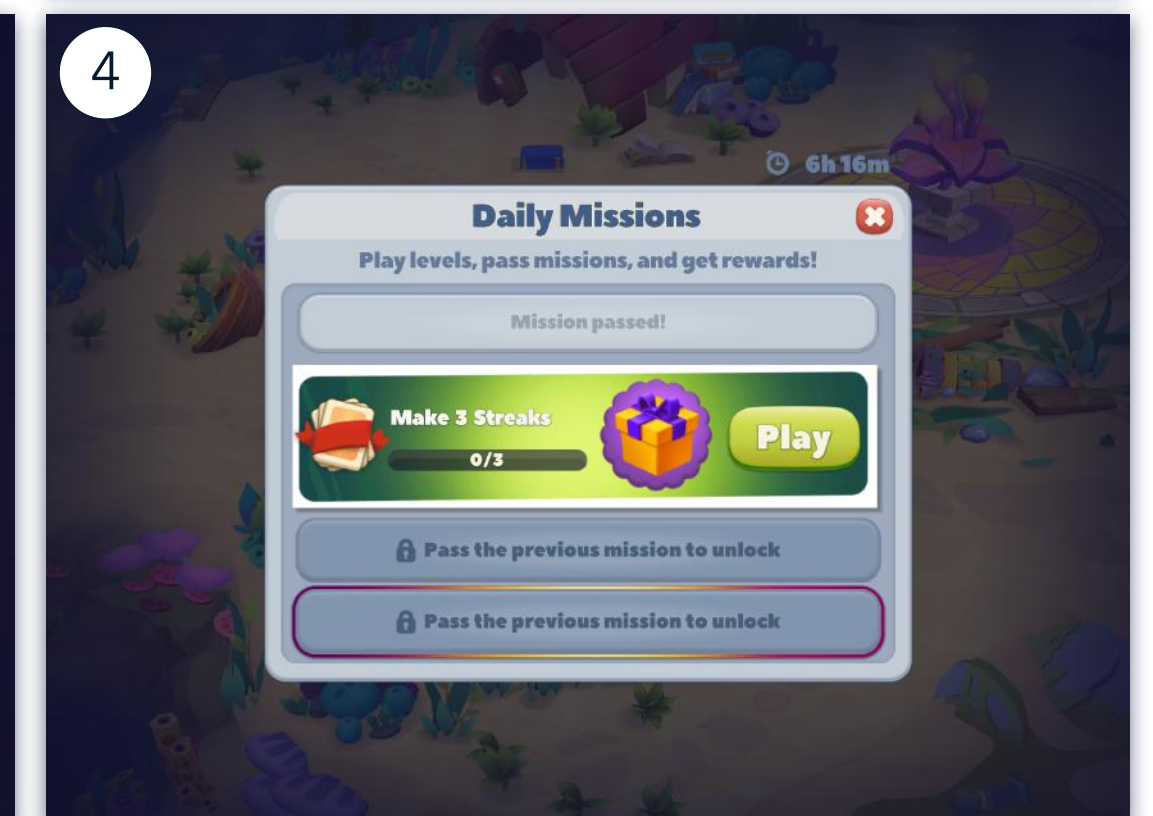 4
6h 16m
Daily Missions
Play levels, pass missions, and get rewards!
Mission passed!
Make 3 Streaks
0/3
Play
Pass the previous mission to unlock
Pass the previous mission to unlock